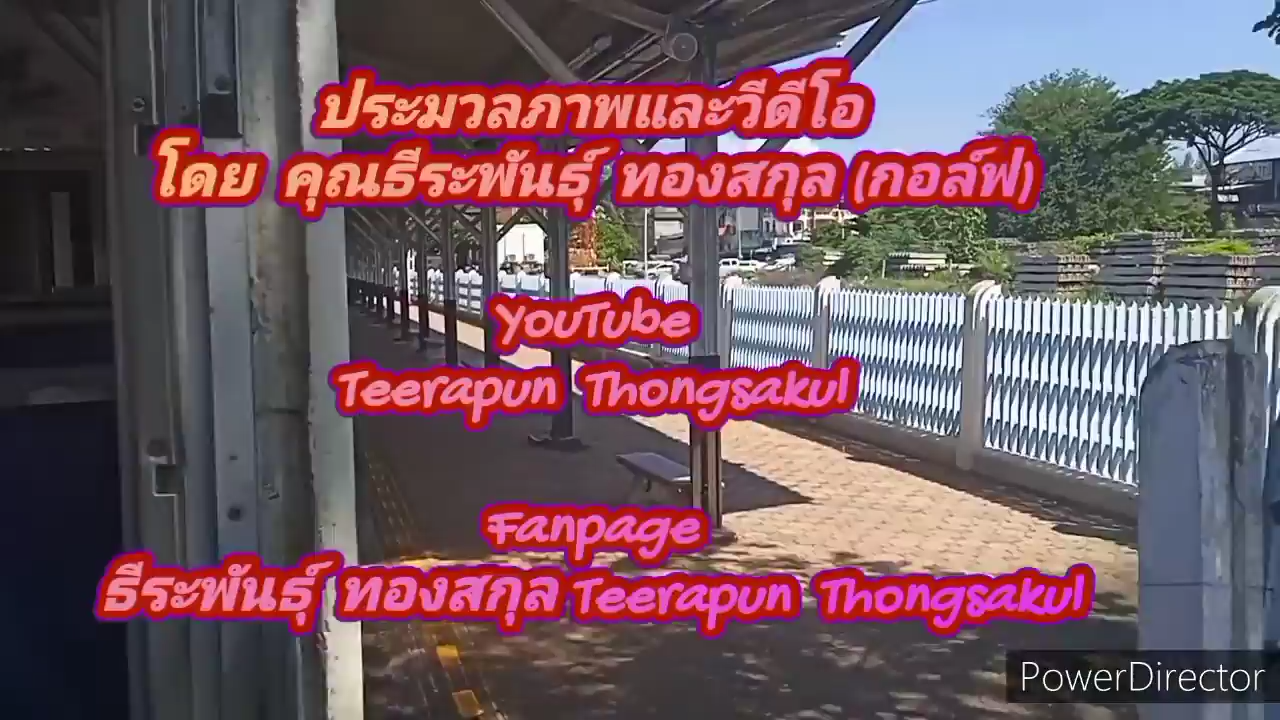 ประมวลภาพและวีดีโอ
โดย คุณธีระพันธุ์ ทองสกุล (กอล์ฟ)
YouTube
Teerapun Thongsakul
Fanpage
ธีระพันธุ์ ทองสกุล Teerapun Thongsakul
PowerDirector